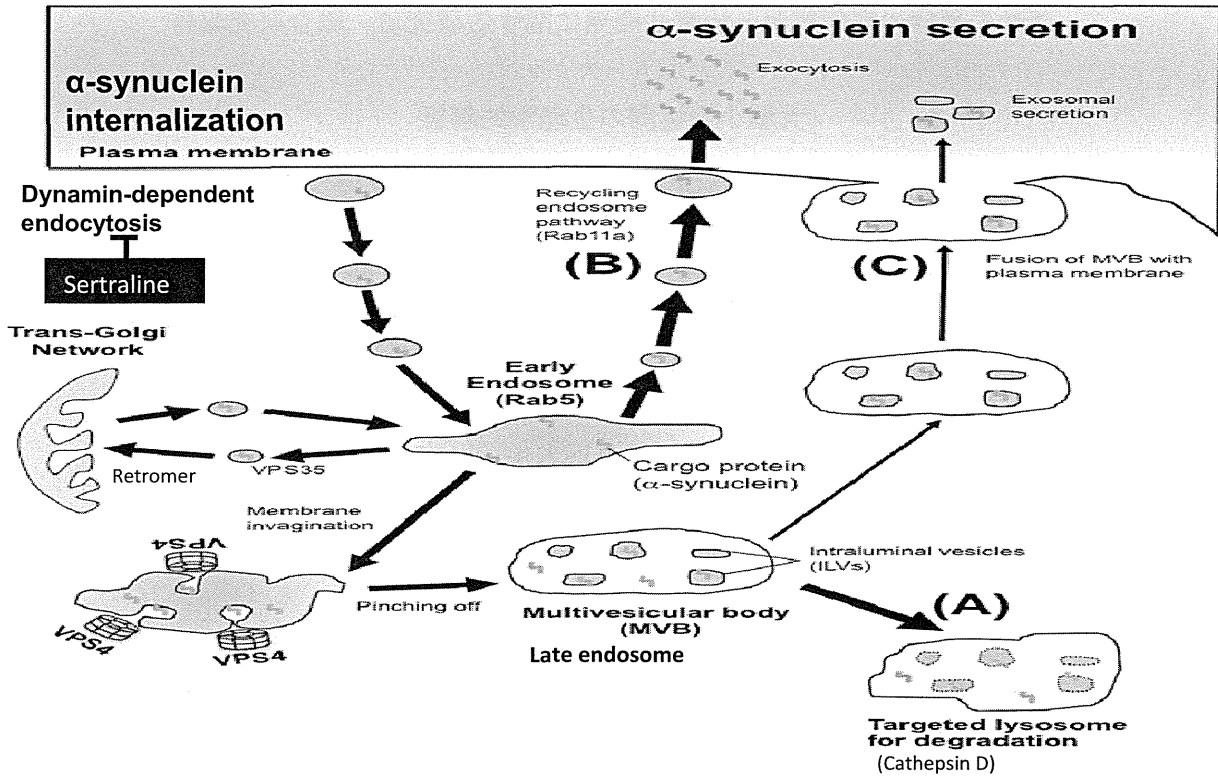 α-synuclein secretion
Exocytosis
α-synuclein
internalization
Plasma membrane
Exosomal
secretion
Dynamin-dependent
endocytosis
Sertraline
Recycling
endosome
pathway
(Rab11a)
(B)
(C)
Fusion of MVB with
plasma membrane
Trans-Golgi
Network
Early
Endosome
(Rab5)
Retromer
VPS35
Cargo protein
(α-synuclein)
Membrane
invagination
VPS4
VPS4
VPS4
Pinching off
Intraluminal vesicles
(ILVs)
Multivesicular body
(MVB)
Late endosome
(A)
Targeted lysosome
for degradation
(Cathepsin D)